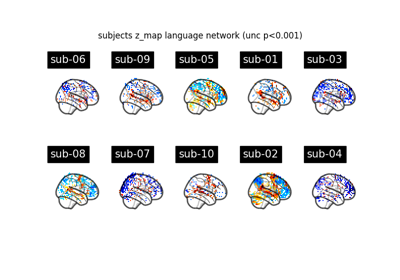 subjects z_map language network (unc p<0.001)
sub-06 sub-09 sub-05 sub-01 sub-03
sub-08 sub-07 sub-10 sub-02 sub-04